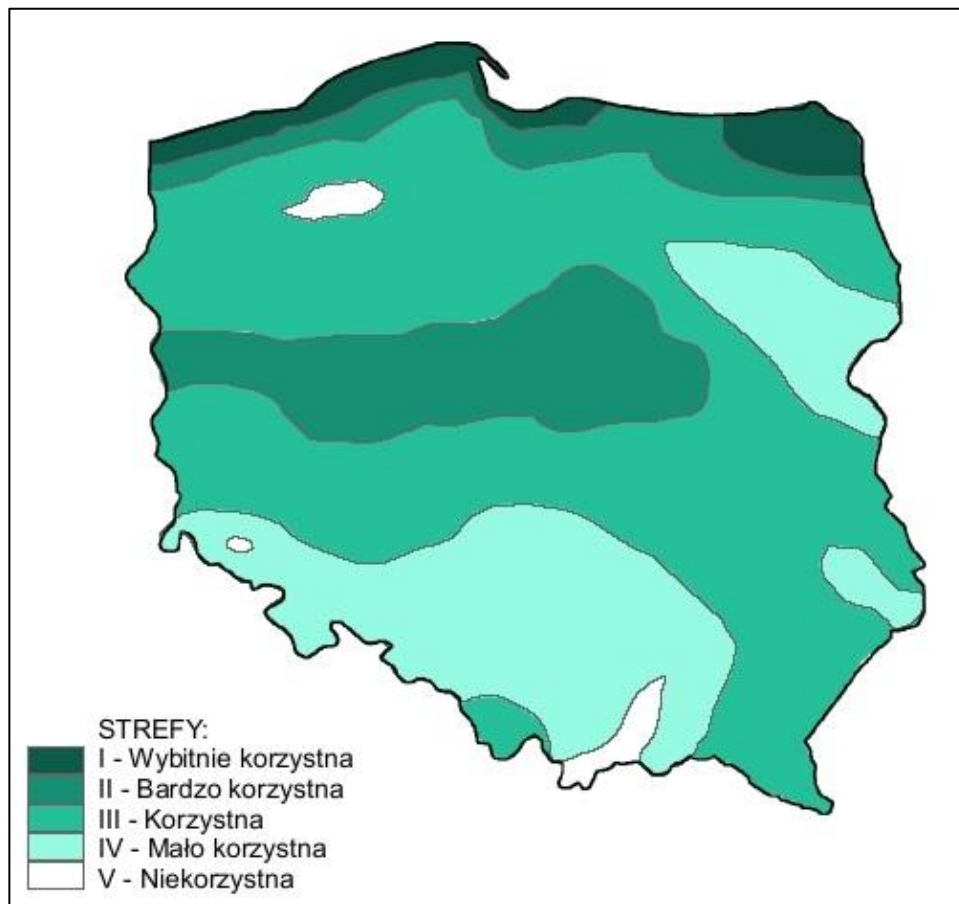 STREFY:
I - Wybitnie korzystna
II - Bardzo korzystna
III - Korzystna
IV - Mało korzystna
V - Niekorzystna